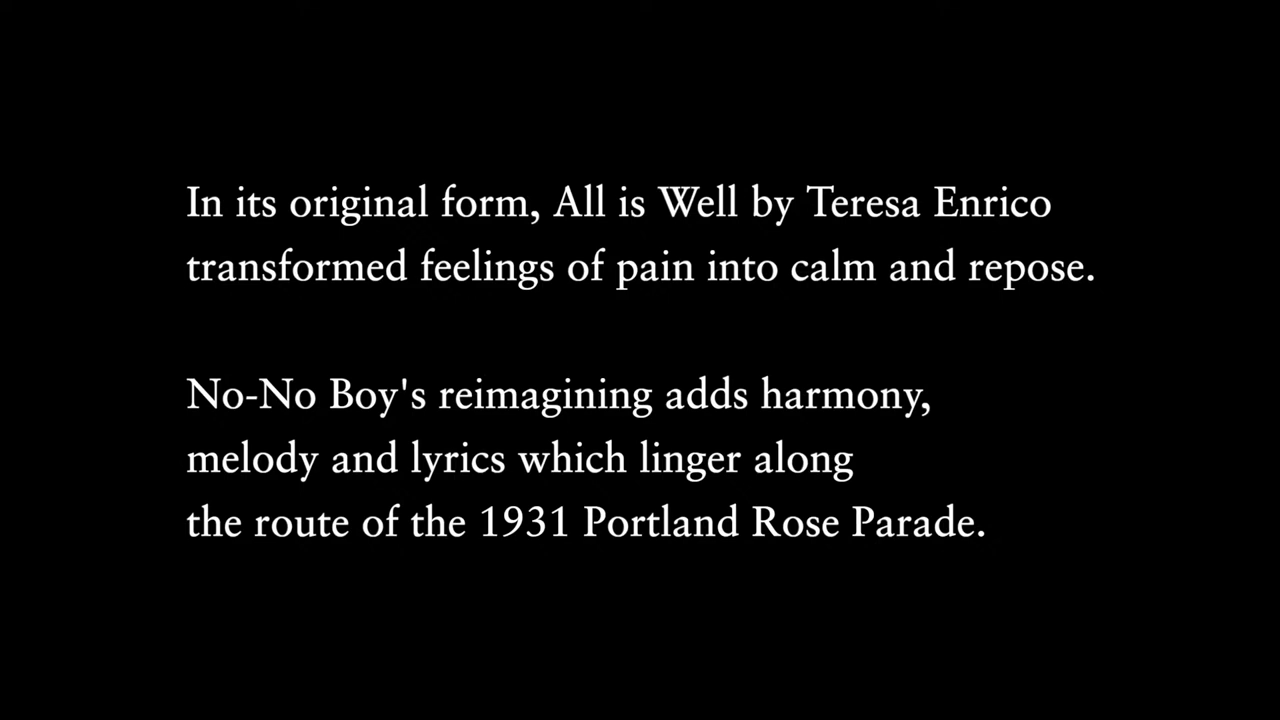 In its original form, All is Well by Teresa Enrico
transformed feelings of pain into calm and repose.
No-No Boy's reimagining adds harmony,
melody and lyrics which linger along
the route of the 1931 Portland Rose Parade.